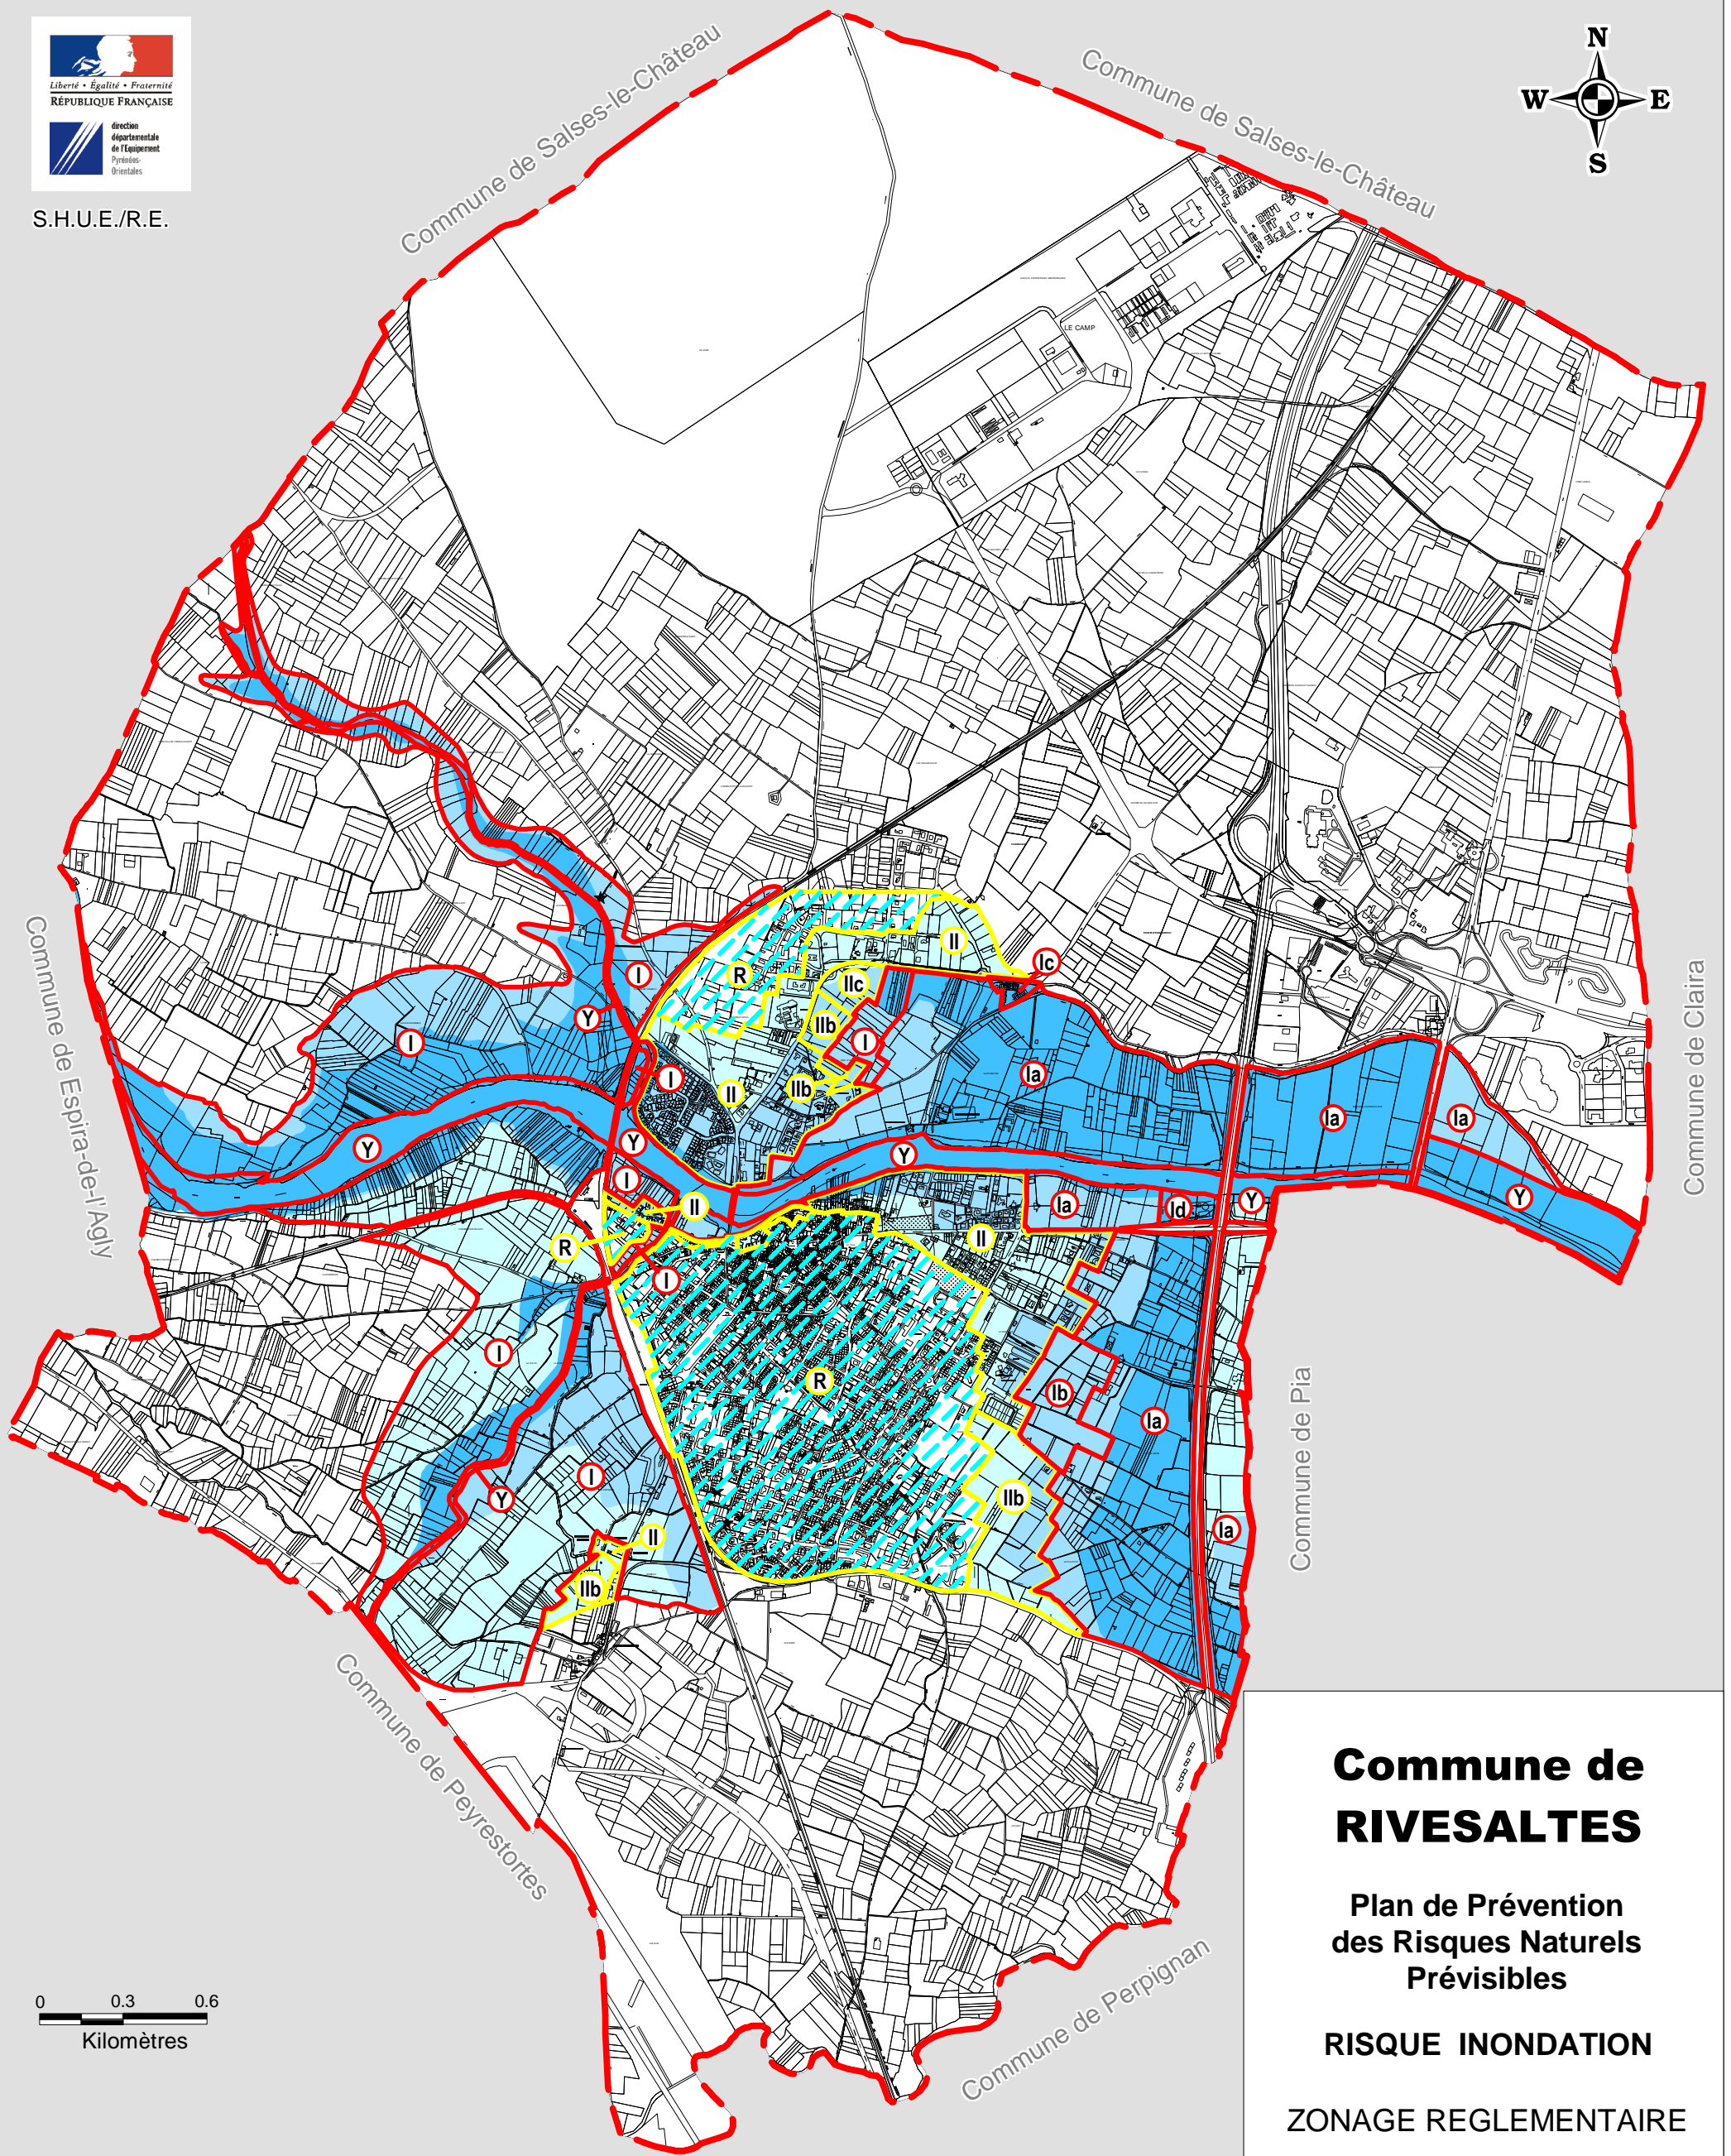 Liberté • Égalité • Fraternité
RÉPUBLIQUE FRANÇAISE
direction
départementale
de l'Equipement
Pyrénées-
Orientales
S.H.U.E./R.E.
Commune de Salses-le-Château
Commune de Salses-le-Château
N
W
E
S
LE CAMP
II
R
Ic
I
IIc
Y
IIb
I
I
Ia
I
II
IIb
Ia
Ia
Y
Y
Y
I
Ia
Id
Y
Y
II
R
II
I
I
R
Ib
Ia
I
Y
IIb
Ia
II
IIb
Commune de Espira-de-l'Agly
Commune de Claira
Commune de Pia
Commune de Peyrestortes
Commune de Perpignan
0 0.3 0.6
Kilomètres
Commune de
RIVESALTES
Plan de Prévention
des Risques Naturels
Prévisibles
RISQUE INONDATION
ZONAGE REGLEMENTAIRE